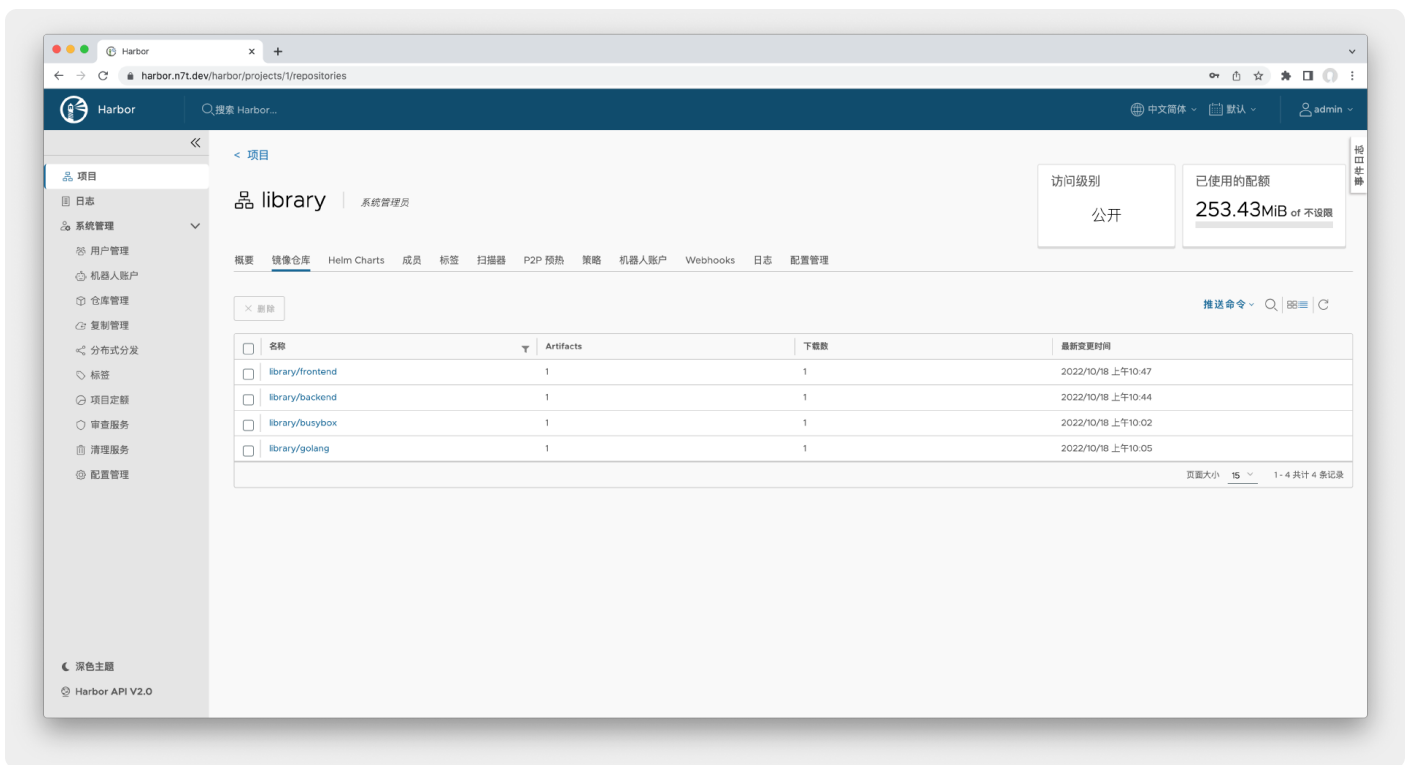 Harbor
harbor.n7t.dev/harbor/projects/1/repositories
Harbor
搜索 Harbor...
中文简体
默认
admin
项目
日志
系统管理
用户管理
机器人账户
仓库管理
复制管理
分布式分发
标签
项目定额
审查服务
清理服务
配置管理
深色主题
Harbor API V2.0
< 项目
library
系统管理员
访问级别
公开
已使用的配额
253.43MiB of 不设限
事件日志
概要 镜像仓库 Helm Charts 成员 标签 扫描器 P2P 预热 策略 机器人账户 Webhooks 日志 配置管理
× 删除
推送命令
名称 Artifacts 下载数 最新变更时间
library/frontend 1 1 2022/10/18 上午10:47
library/backend 1 1 2022/10/18 上午10:44
library/busybox 1 1 2022/10/18 上午10:02
library/golang 1 1 2022/10/18 上午10:05
页面大小 15 1 - 4 共计 4 条记录